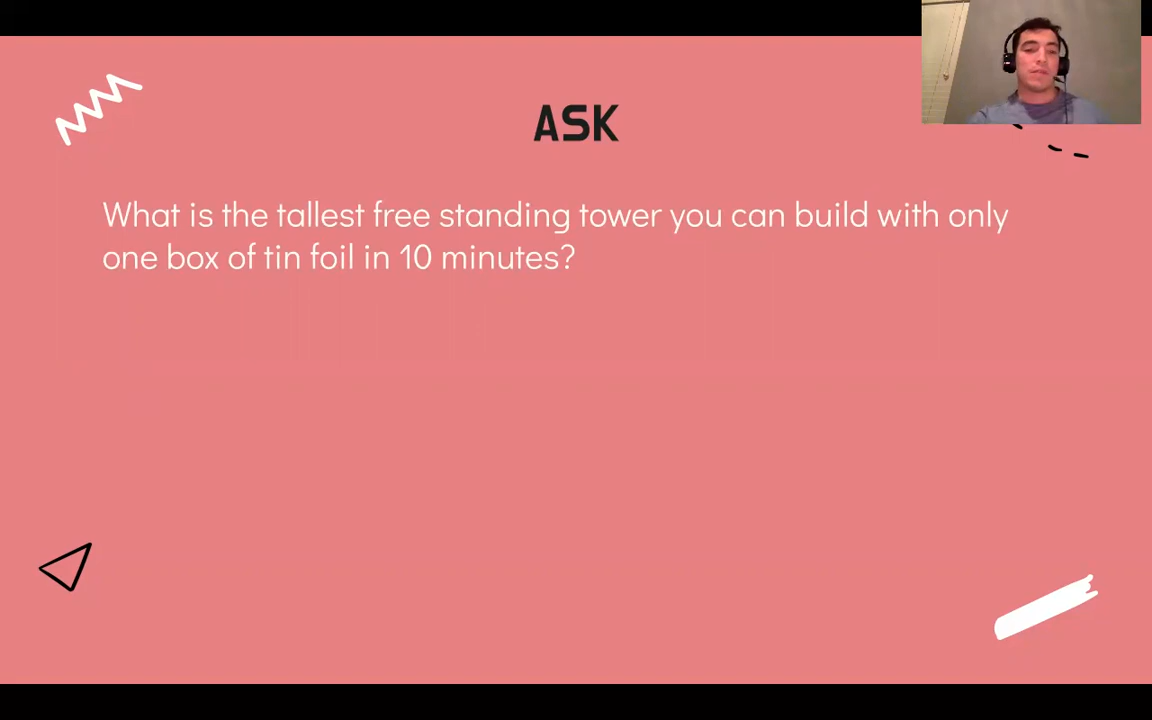 ASK
What is the tallest free standing tower you can build with only
one box of tin foil in 10 minutes?